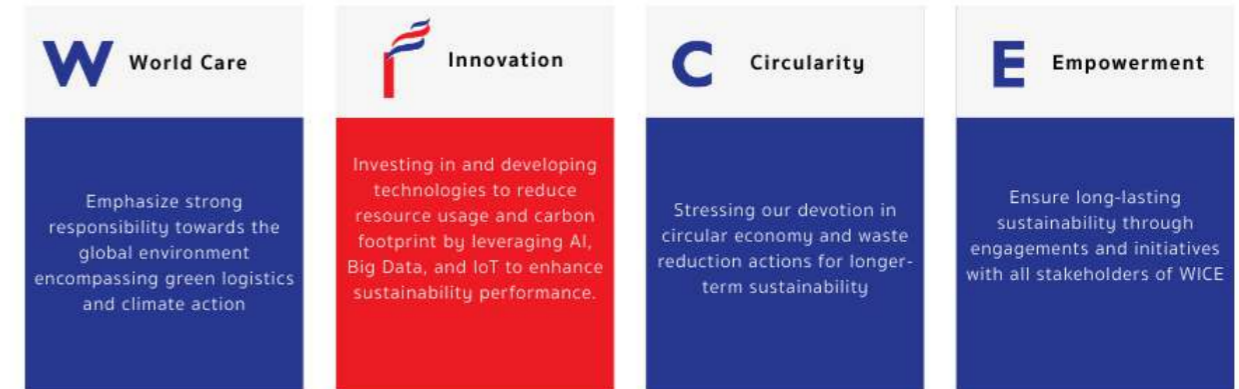 W World Care
Emphasize strong
responsibility towards the
global environment
encompassing green logistics
and climate action
i Innovation
Investing in and developing
technologies to reduce
resource usage and carbon
footprint by leveraging AI,
Big Data, and IoT to enhance
sustainability performance.
C Circularity
Stressing our devotion in
circular economy and waste
reduction actions for longer-
term sustainability
E Empowerment
Ensure long-lasting
sustainability through
engagements and initiatives
with all stakeholders of WICE